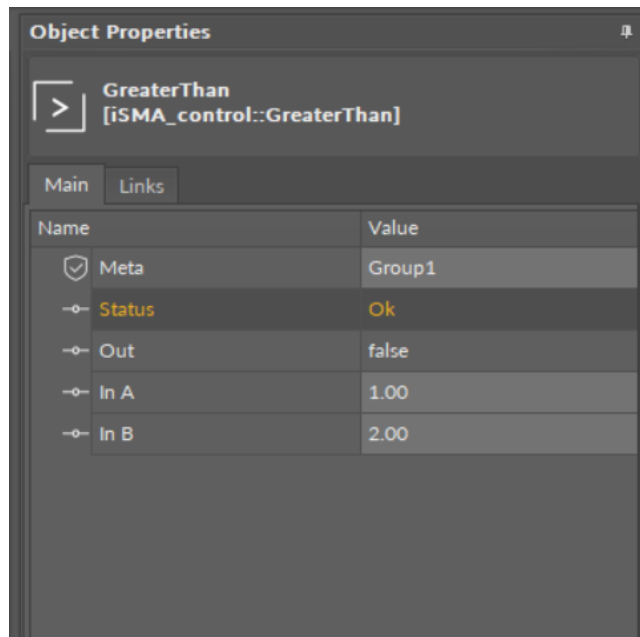 Object Properties
GreaterThan
[iSMA_control::GreaterThan]
Main Links
Name Value
Meta Group1
Status Ok
Out false
In A 1.00
In B 2.00